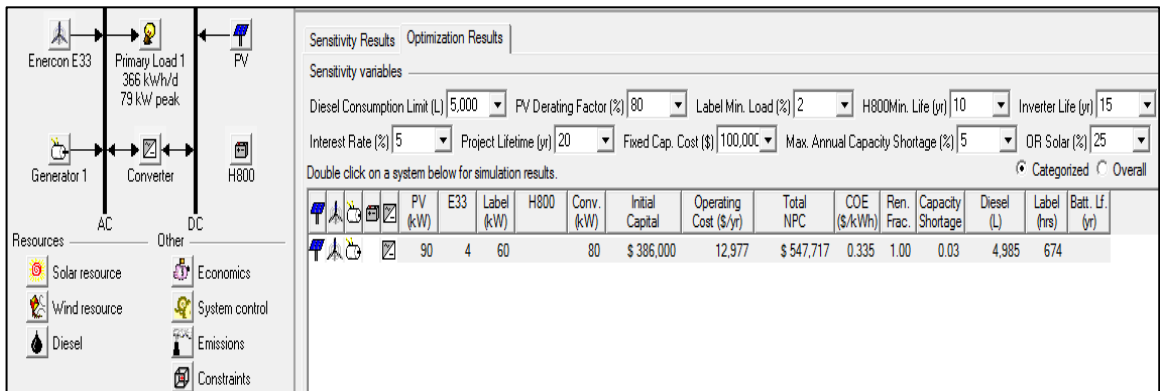 Enercon E33
Primary Load 1
366 kWh/d
79 kW peak
PV
Generator 1
Converter
H800
AC
DC
Resources
Other
Solar resource
Economics
Wind resource
System control
Diesel
Emissions
Constraints
Sensitivity Results Optimization Results
Sensitivity variables
Diesel Consumption Limit (L) 5,000 PV Derating Factor (%) 80 Label Min. Load (%) 2 H800Min. Life (yr) 10 Inverter Life (yr) 15
Interest Rate (%) 5 Project Lifetime (yr) 20 Fixed Cap. Cost ($) 100,000 Max. Annual Capacity Shortage (%) 5 OR Solar (%) 25
Double click on a system below for simulation results.
Categorized Overall
PV (kW) E33 Label (kW) H800 Conv. (kW) Initial Capital Operating Cost ($/yr) Total NPC COE ($/kWh) Ren. Frac. Capacity Shortage Diesel (L) Label (hrs) Batt. Lf. (yr)
90 4 60 80 $ 386,000 12,977 $ 547,717 0.335 1.00 0.03 4,985 674